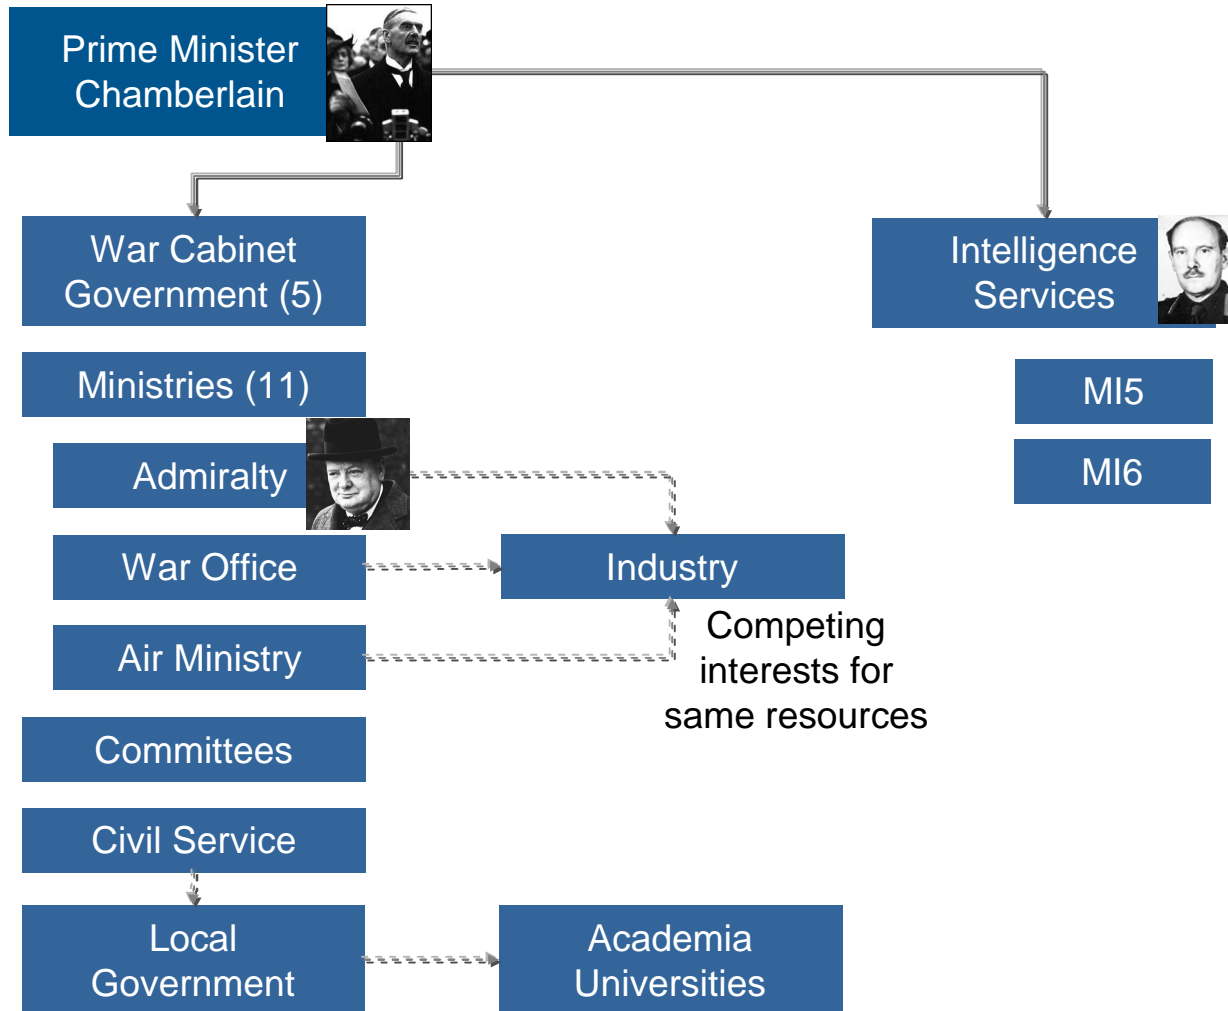 Prime Minister
Chamberlain
War Cabinet
Government (5)
Intelligence
Services
Ministries (11)
MI5
Admiralty
MI6
War Office
Industry
Air Ministry
Competing
interests for
same resources
Committees
Civil Service
Local
Government
Academia
Universities